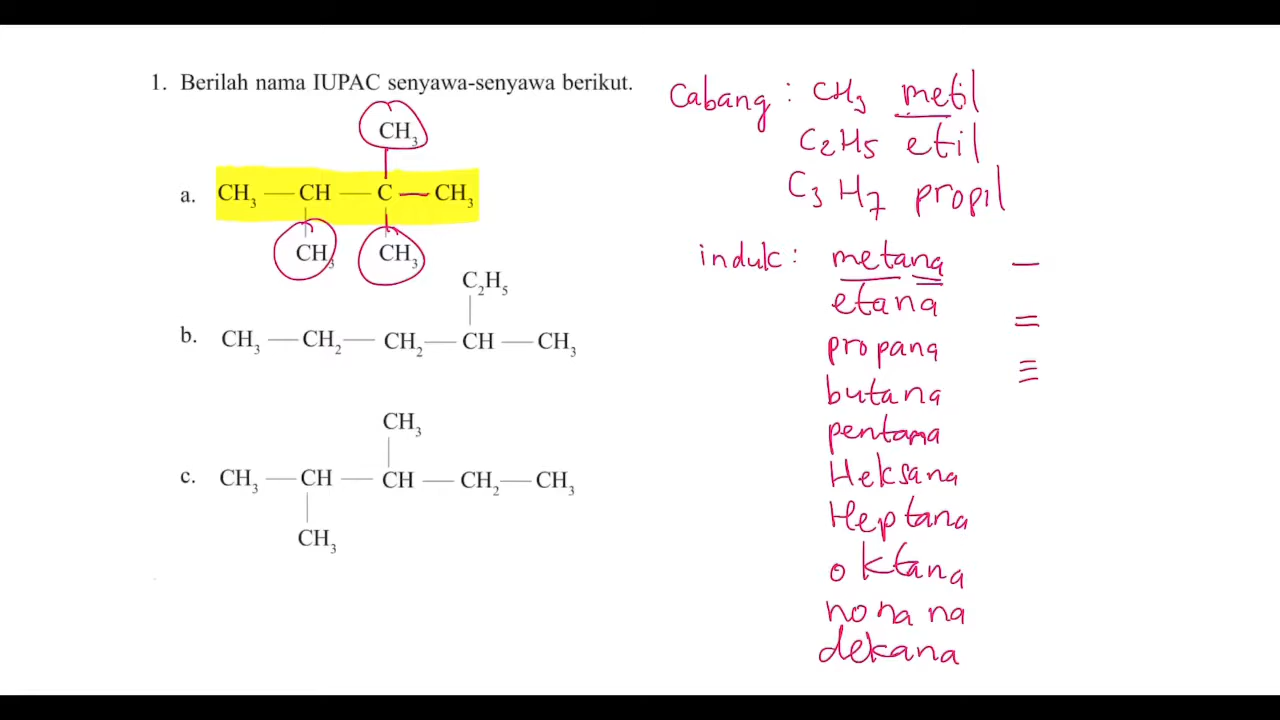 1. Berilah nama IUPAC senyawa-senyawa berikut.
CH₃
a. CH₃ — CH — C — CH₃
CH₃ CH₃
C₂H₅
b. CH₃ — CH₂ — CH₂ — CH — CH₃
CH₃
c. CH₃ — CH — CH — CH₂ — CH₃
CH₃
Cabang : CH₃ metil
C₂H₅ etil
C₃H₇ propil
induk : metana —
etana =
propana ≡
butana
pentana
Heksana
Heptana
oktana
nonana
dekana